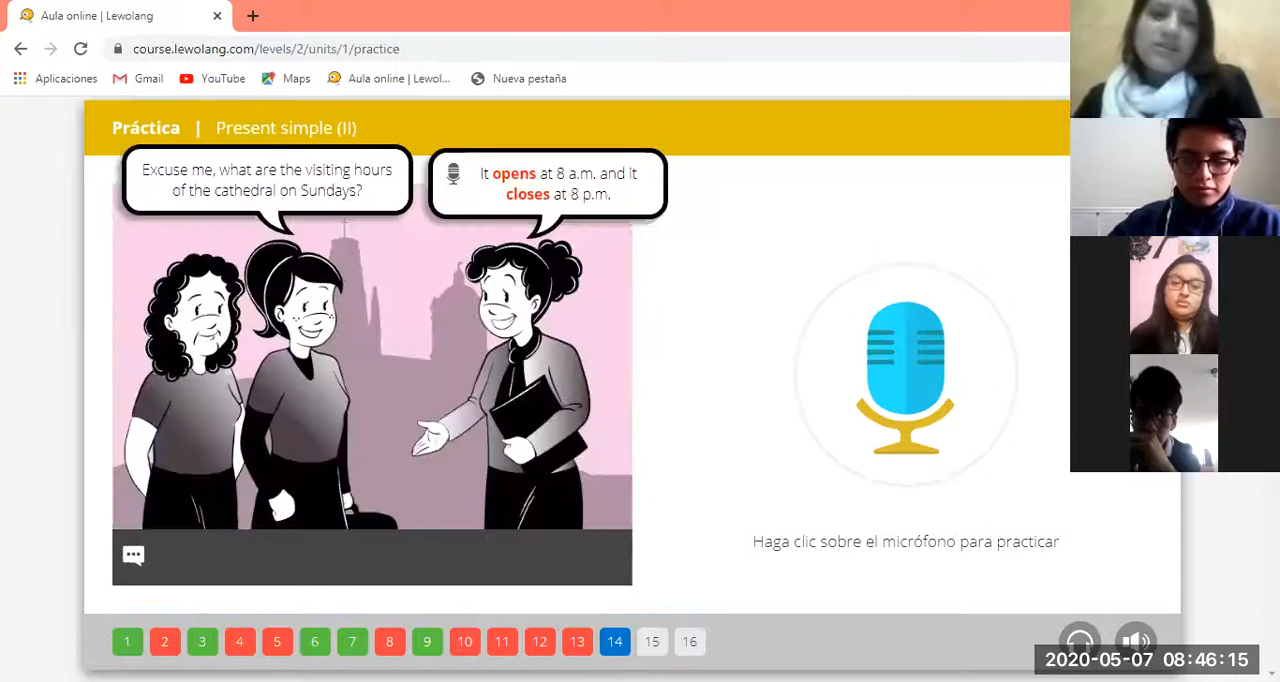 Aula online | Lewolang
course.lewolang.com/levels/2/units/1/practice
Aplicaciones Gmail YouTube Maps Aula online | Lewol... Nueva pestaña
Práctica | Present simple (II)
Excuse me, what are the visiting hours
of the cathedral on Sundays?
It opens at 8 a.m. and it
closes at 8 p.m.
Haga clic sobre el micrófono para practicar
1 2 3 4 5 6 7 8 9 10 11 12 13 14 15 16
2020-05-07 08:46:15